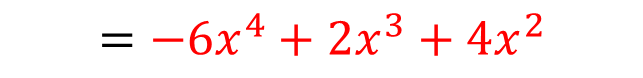 = −6x⁴ + 2x³ + 4x²